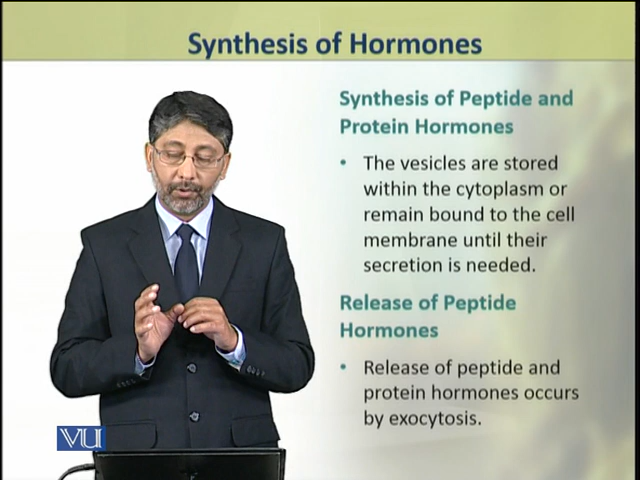 Synthesis of Hormones
Synthesis of Peptide and
Protein Hormones
• The vesicles are stored
within the cytoplasm or
remain bound to the cell
membrane until their
secretion is needed.
Release of Peptide
Hormones
• Release of peptide and
protein hormones occurs
by exocytosis.
VU